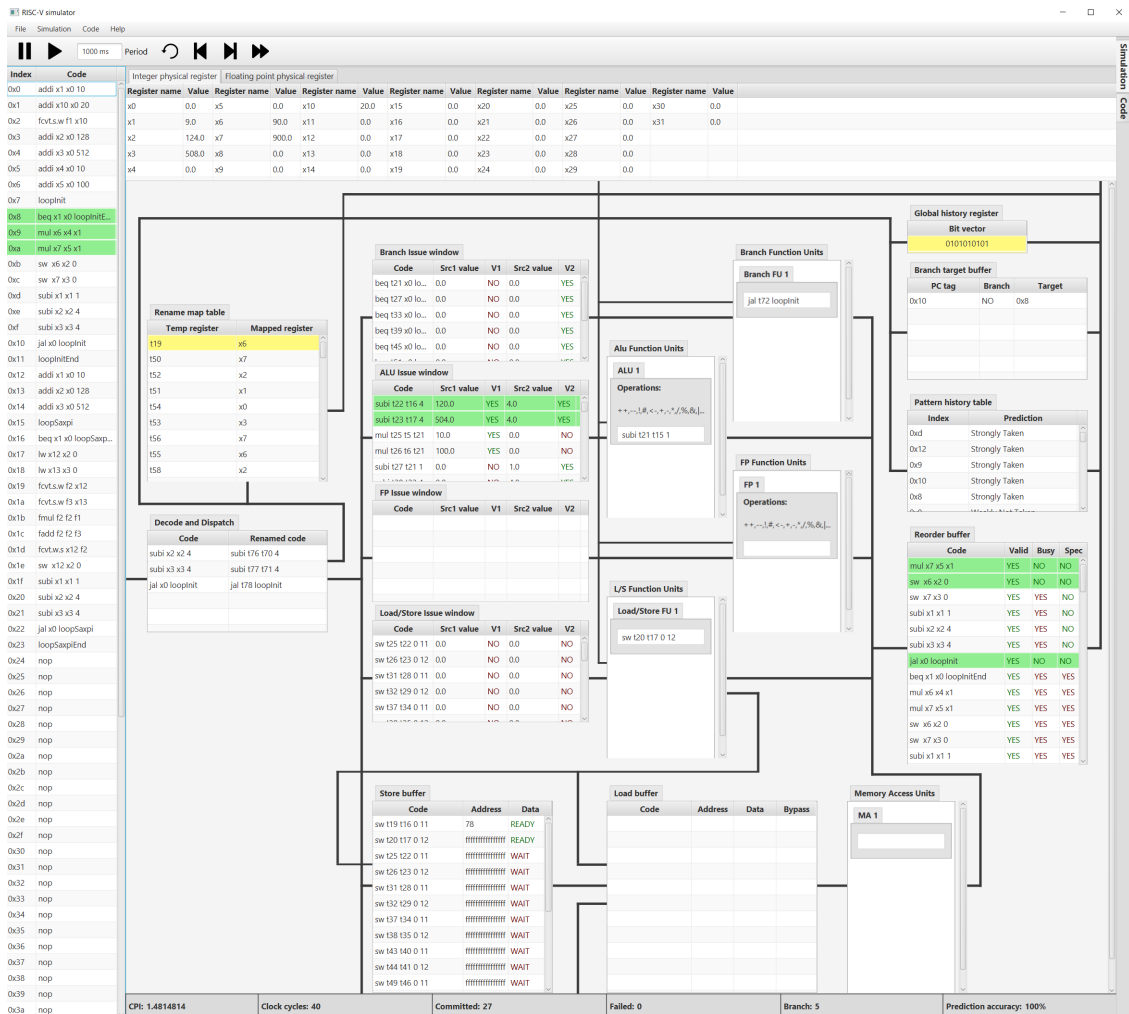 RISC-V simulator
File Simulation Code Help
1000 ms Period
Simulation
Code
Index Code
0x0 addi x1 x0 10
0x1 addi x10 x0 20
0x2 fcvt.s.w f1 x10
0x3 addi x2 x0 128
0x4 addi x3 x0 512
0x5 addi x4 x0 10
0x6 addi x5 x0 100
0x7 loopInit
0x8 beq x1 x0 loopInitE...
0x9 mul x6 x4 x1
0xa mul x7 x5 x1
0xb sw x6 x2 0
0xc sw x7 x3 0
0xd subi x1 x1 1
0xe subi x2 x2 4
0xf subi x3 x3 4
0x10 jal x0 loopInit
0x11 loopInitEnd
0x12 addi x1 x0 10
0x13 addi x2 x0 128
0x14 addi x3 x0 512
0x15 loopSaxpi
0x16 beq x1 x0 loopSaxp...
0x17 lw x12 x2 0
0x18 lw x13 x3 0
0x19 fcvt.s.w f2 x12
0x1a fcvt.s.w f3 x13
0x1b fmul f2 f2 f1
0x1c fadd f2 f2 f3
0x1d fcvt.w.s x12 f2
0x1e sw x12 x2 0
0x1f subi x1 x1 1
0x20 subi x2 x2 4
0x21 subi x3 x3 4
0x22 jal x0 loopSaxpi
0x23 loopSaxpiEnd
0x24 nop
0x25 nop
0x26 nop
0x27 nop
0x28 nop
0x29 nop
0x2a nop
0x2b nop
0x2c nop
0x2d nop
0x2e nop
0x2f nop
0x30 nop
0x31 nop
0x32 nop
0x33 nop
0x34 nop
0x35 nop
0x36 nop
0x37 nop
0x38 nop
0x39 nop
0x3a nop
Integer physical register Floating point physical register
Register name Value Register name Value Register name Value Register name Value Register name Value Register name Value Register name Value
x0 0.0 x5 0.0 x10 20.0 x15 0.0 x20 0.0 x25 0.0 x30 0.0
x1 9.0 x6 90.0 x11 0.0 x16 0.0 x21 0.0 x26 0.0 x31 0.0
x2 124.0 x7 900.0 x12 0.0 x17 0.0 x22 0.0 x27 0.0
x3 508.0 x8 0.0 x13 0.0 x18 0.0 x23 0.0 x28 0.0
x4 0.0 x9 0.0 x14 0.0 x19 0.0 x24 0.0 x29 0.0
Rename map table
Temp register Mapped register
t19 x6
t50 x7
t52 x2
t51 x1
t54 x0
t53 x3
t56 x7
t55 x6
t58 x2
Decode and Dispatch
Code Renamed code
subi x2 x2 4 subi t76 t70 4
subi x3 x3 4 subi t77 t71 4
jal x0 loopInit jal t78 loopInit
Branch Issue window
Code Src1 value V1 Src2 value V2
beq t21 x0 lo... 0.0 NO 0.0 YES
beq t27 x0 lo... 0.0 NO 0.0 YES
beq t33 x0 lo... 0.0 NO 0.0 YES
beq t39 x0 lo... 0.0 NO 0.0 YES
beq t45 x0 lo... 0.0 NO 0.0 YES
ALU Issue window
Code Src1 value V1 Src2 value V2
subi t22 t16 4 120.0 YES 4.0 YES
subi t23 t17 4 504.0 YES 4.0 YES
mul t25 t5 t21 10.0 YES 0.0 NO
mul t26 t6 t21 100.0 YES 0.0 NO
subi t27 t21 1 0.0 NO 1.0 YES
FP Issue window
Code Src1 value V1 Src2 value V2
Load/Store Issue window
Code Src1 value V1 Src2 value V2
sw t25 t22 0 11 0.0 NO 0.0 NO
sw t26 t23 0 12 0.0 NO 0.0 NO
sw t31 t28 0 11 0.0 NO 0.0 NO
sw t32 t29 0 12 0.0 NO 0.0 NO
sw t37 t34 0 11 0.0 NO 0.0 NO
Branch Function Units
Branch FU 1
jal t72 loopInit
Alu Function Units
ALU 1
Operations:
++,--,!,#,<-,+,-,*,/,%,&,|...
subi t21 t15 1
FP Function Units
FP 1
Operations:
++,--,!,#,<-,+,-,*,/,%,&,|...
L/S Function Units
Load/Store FU 1
sw t20 t17 0 12
Global history register
Bit vector
0101010101
Branch target buffer
PC tag Branch Target
0x10 NO 0x8
Pattern history table
Index Prediction
0xd Strongly Taken
0x12 Strongly Taken
0x9 Strongly Taken
0x10 Strongly Taken
0x8 Strongly Taken
Reorder buffer
Code Valid Busy Spec
mul x7 x5 x1 YES NO NO
sw x6 x2 0 YES NO NO
sw x7 x3 0 YES YES NO
subi x1 x1 1 YES YES NO
subi x2 x2 4 YES YES NO
subi x3 x3 4 YES YES NO
jal x0 loopInit YES NO NO
beq x1 x0 loopInitEnd YES YES YES
mul x6 x4 x1 YES YES YES
mul x7 x5 x1 YES YES YES
sw x6 x2 0 YES YES YES
sw x7 x3 0 YES YES YES
subi x1 x1 1 YES YES YES
Store buffer
Code Address Data
sw t19 t16 0 11 78 READY
sw t20 t17 0 12 ffffffffffffffff READY
sw t25 t22 0 11 ffffffffffffffff WAIT
sw t26 t23 0 12 ffffffffffffffff WAIT
sw t31 t28 0 11 ffffffffffffffff WAIT
sw t32 t29 0 12 ffffffffffffffff WAIT
sw t37 t34 0 11 ffffffffffffffff WAIT
sw t38 t35 0 12 ffffffffffffffff WAIT
sw t43 t40 0 11 ffffffffffffffff WAIT
sw t44 t41 0 12 ffffffffffffffff WAIT
sw t49 t46 0 11 ffffffffffffffff WAIT
Load buffer
Code Address Data Bypass
Memory Access Units
MA 1
CPI: 1.4814814 Clock cycles: 40 Committed: 27 Failed: 0 Branch: 5 Prediction accuracy: 100%